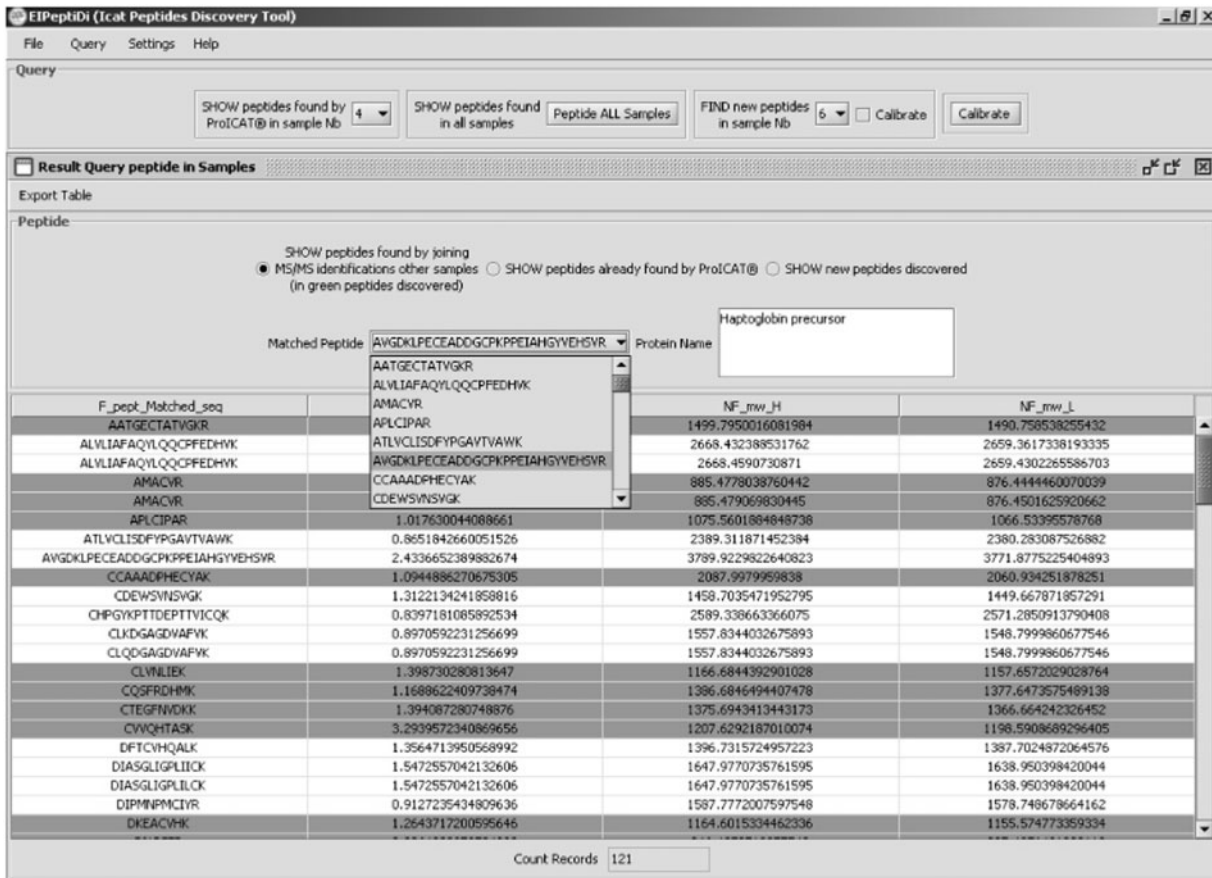 EIPeptiDi (Icat Peptides Discovery Tool)
File Query Settings Help
Query
SHOW peptides found by ProICAT® in sample Nb 4
SHOW peptides found in all samples Peptide ALL Samples
FIND new peptides in sample Nb 6 Calibrate
Calibrate
Result Query peptide in Samples
Export Table
Peptide
SHOW peptides found by joining
MS/MS identifications other samples SHOW peptides already found by ProICAT® SHOW new peptides discovered
(in green peptides discovered)
Matched Peptide AVGDKLPECEADDGCPKPPEIAHGYVEHSVR Protein Name Haptoglobin precursor
AATGECTATVGKR
ALVLIAFAQYLQQCPFEDHVK
AMACVR
APLCIPAR
ATLVCLISDFYPGAVTVAWK
AVGDKLPECEADDGCPKPPEIAHGYVEHSVR
CCAAADPHECYAK
CDEWSVNSVGK
F_pept_Matched_seq NF_mw_H NF_mw_L
AATGECTATVGKR 1499.7950016081984 1490.758538255432
ALVLIAFAQYLQQCPFEDHVK 2668.432388531762 2659.3617338193335
ALVLIAFAQYLQQCPFEDHVK 2668.4590730871 2659.4302265586703
AMACVR 885.4778038760442 876.4444460070039
AMACVR 885.479069830445 876.4501625920662
APLCIPAR 1.017630044088661 1075.5601884848738 1066.53395578768
ATLVCLISDFYPGAVTVAWK 0.8651842660051526 2389.311871452384 2380.283087526882
AVGDKLPECEADDGCPKPPEIAHGYVEHSVR 2.4336652389882674 3789.9229822640823 3771.8775225404893
CCAAADPHECYAK 1.0944886270675305 2087.9979959838 2060.934251878251
CDEWSVNSVGK 1.3122134241858816 1458.7035471952795 1449.667871857291
CHPGYKPTTDEPTTVICQK 0.8397181085892534 2589.338663366075 2571.2850913790408
CLKDGAGDVAFVK 0.8970592231256699 1557.8344032675893 1548.7999860677546
CLQDGAGDVAFVK 0.8970592231256699 1557.8344032675893 1548.7999860677546
CLVNLIEK 1.398730280813647 1166.6844392901028 1157.6572029028764
CQSFRDHMK 1.1688622409738474 1386.6846494407478 1377.6473575489138
CTEGFNVDKK 1.394087280748876 1375.6943413443173 1366.664242326452
CVVQHTASK 3.2939572340869656 1207.6292187010074 1198.5908689296405
DFTCVHQALK 1.3564713950568992 1396.7315724957223 1387.7024872064576
DIASGLIGPLIICK 1.5472557042132606 1647.9770735761595 1638.950398420044
DIASGLIGPLILCK 1.5472557042132606 1647.9770735761595 1638.950398420044
DIPMNPMCIYR 0.9127235434809636 1587.7772007597548 1578.748678664162
DKEACVHK 1.2643717200595646 1164.6015334462336 1155.574773359334
Count Records 121